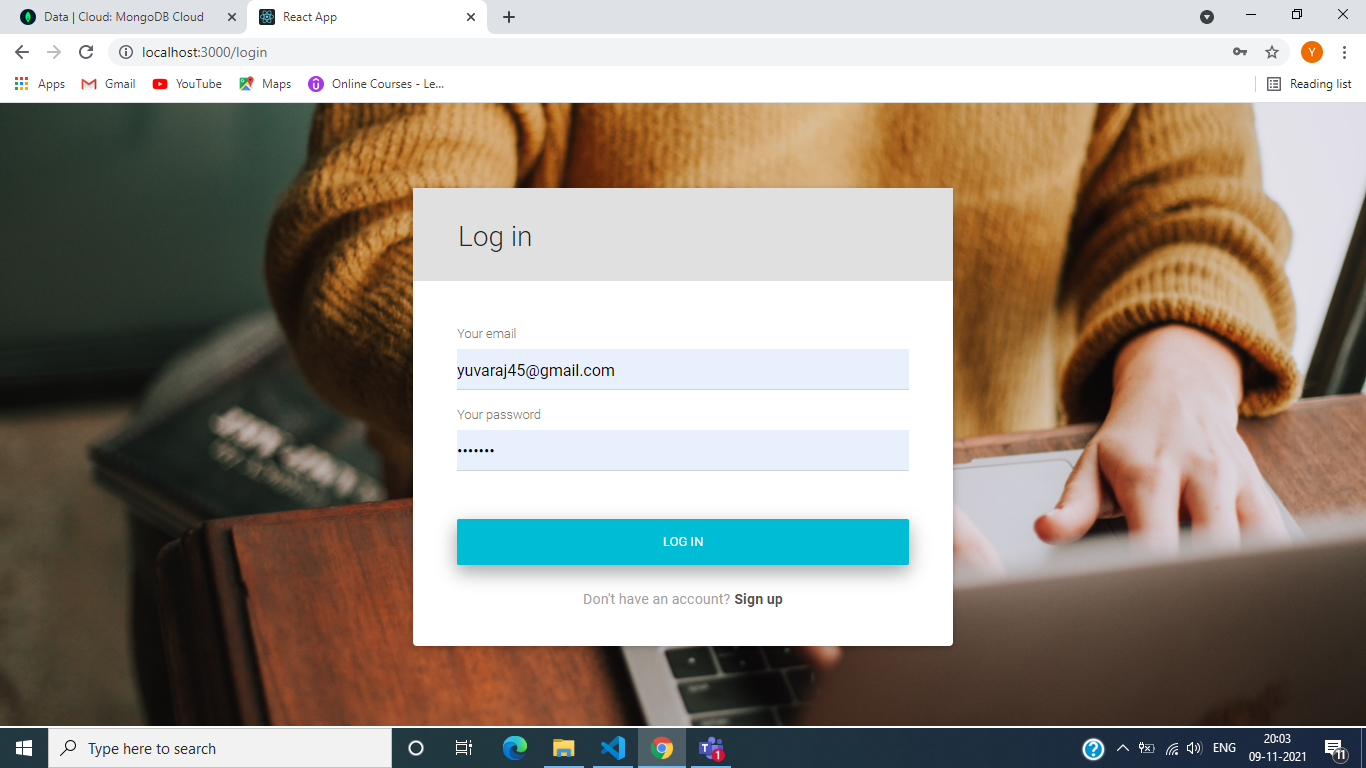 Data | Cloud: MongoDB Cloud
React App
localhost:3000/login
Y
Apps
Gmail
YouTube
Maps
Online Courses - Le...
Reading list
Log in
Your email
yuvaraj45@gmail.com
Your password
•••••••
LOG IN
Don't have an account? Sign up
Type here to search
1
ENG
20:03
09-11-2021
11